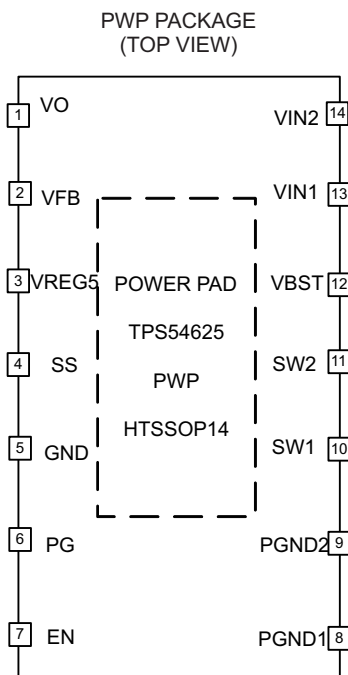 PWP PACKAGE
(TOP VIEW)
1 VO
VIN2 14
2 VFB
VIN1 13
3 VREG5
POWER PAD
VBST 12
TPS54625
4 SS
SW2 11
PWP
HTSSOP14
5 GND
SW1 10
6 PG
PGND2 9
7 EN
PGND1 8